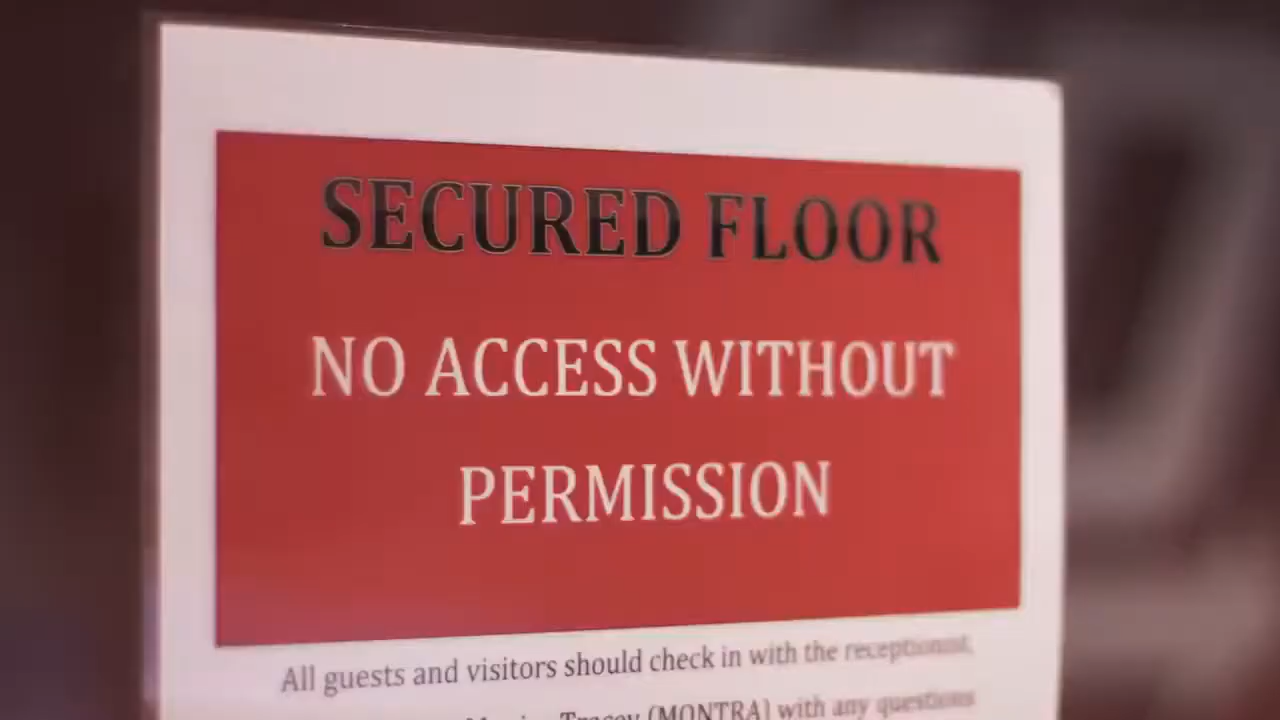 SECURED FLOOR
NO ACCESS WITHOUT
PERMISSION
All guests and visitors should check in with the receptionist,
Tracey (MONTRA) with any questions